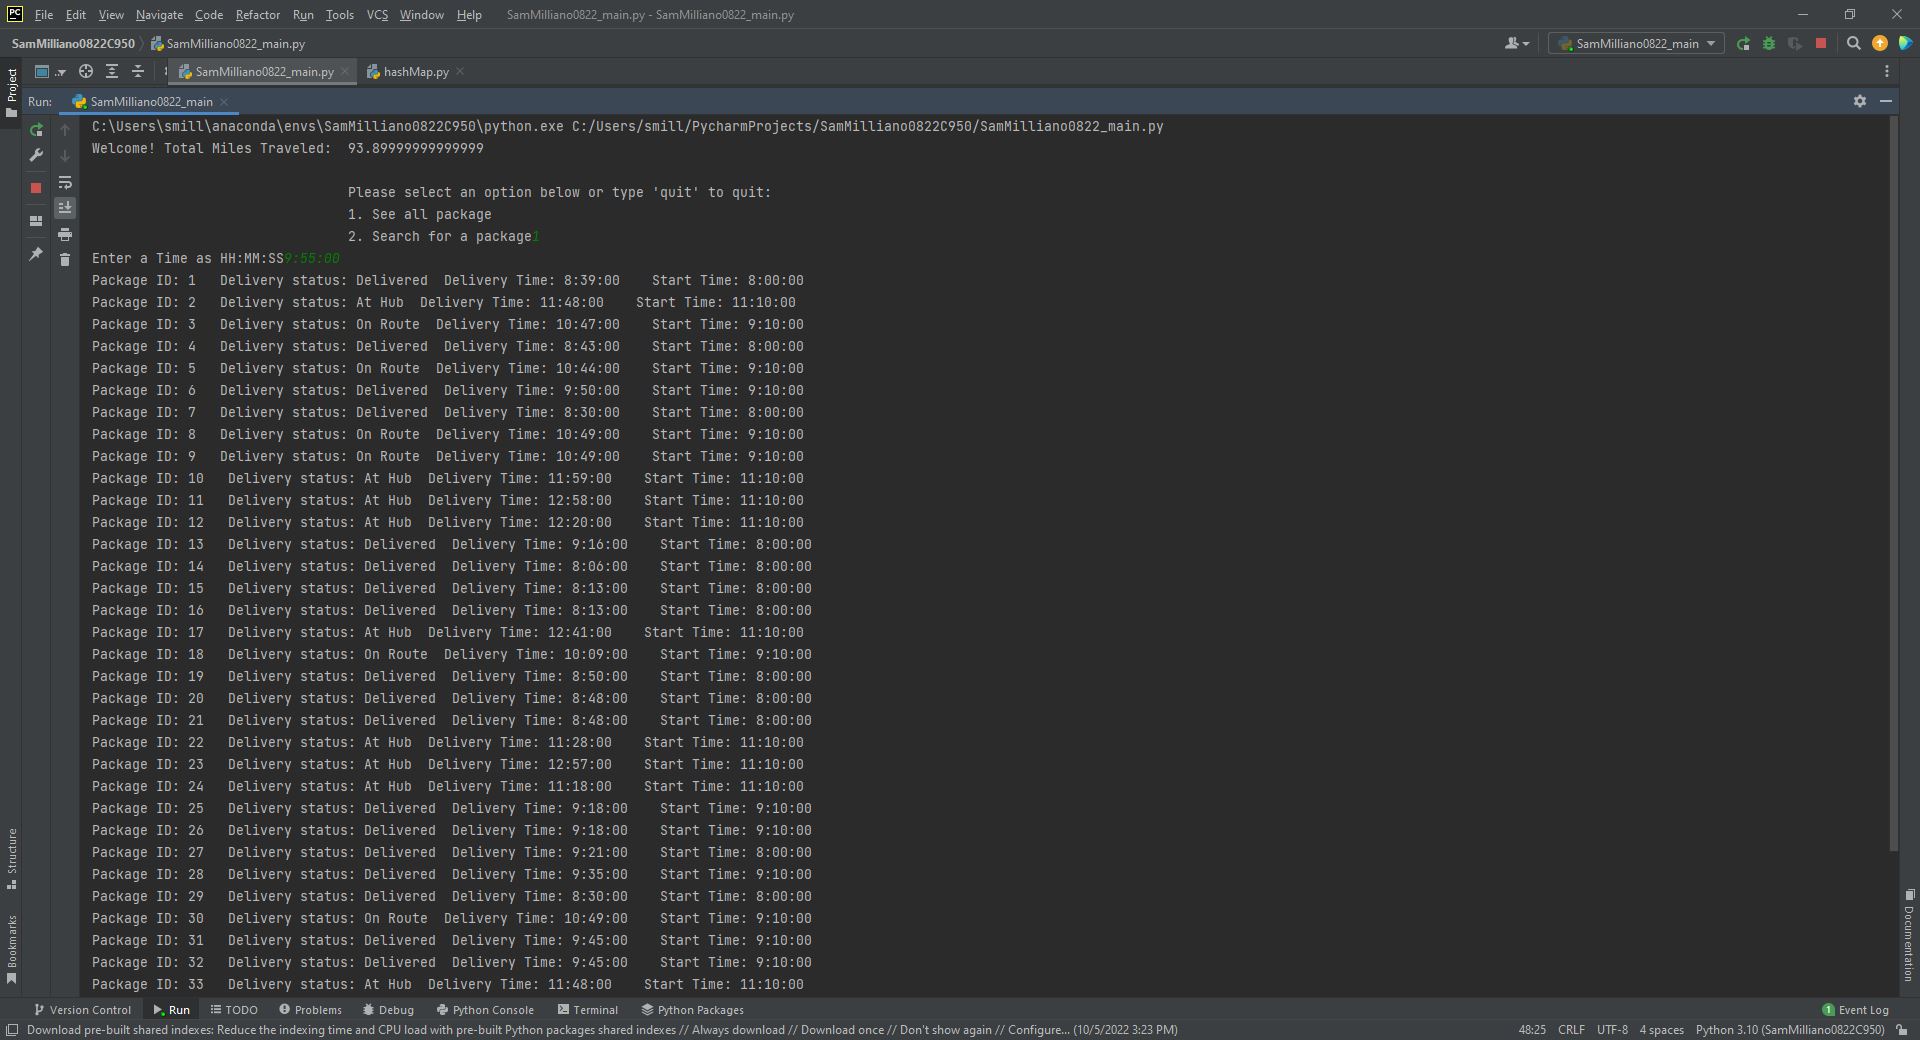 PC File Edit View Navigate Code Refactor Run Tools VCS Window Help SamMilliano0822_main.py - SamMilliano0822_main.py
SamMilliano0822C950 SamMilliano0822_main.py SamMilliano0822_main
Project
SamMilliano0822_main.py hashMap.py
Run: SamMilliano0822_main
C:\Users\smill\anaconda\envs\SamMilliano0822C950\python.exe C:/Users/smill/PycharmProjects/SamMilliano0822C950/SamMilliano0822_main.py
Welcome! Total Miles Traveled:  93.89999999999999
Please select an option below or type 'quit' to quit:
1. See all package
2. Search for a package1
Enter a Time as HH:MM:SS9:55:00
Package ID: 1   Delivery status: Delivered  Delivery Time: 8:39:00    Start Time: 8:00:00
Package ID: 2   Delivery status: At Hub  Delivery Time: 11:48:00    Start Time: 11:10:00
Package ID: 3   Delivery status: On Route  Delivery Time: 10:47:00    Start Time: 9:10:00
Package ID: 4   Delivery status: Delivered  Delivery Time: 8:43:00    Start Time: 8:00:00
Package ID: 5   Delivery status: On Route  Delivery Time: 10:44:00    Start Time: 9:10:00
Package ID: 6   Delivery status: Delivered  Delivery Time: 9:50:00    Start Time: 9:10:00
Package ID: 7   Delivery status: Delivered  Delivery Time: 8:30:00    Start Time: 8:00:00
Package ID: 8   Delivery status: On Route  Delivery Time: 10:49:00    Start Time: 9:10:00
Package ID: 9   Delivery status: On Route  Delivery Time: 10:49:00    Start Time: 9:10:00
Package ID: 10   Delivery status: At Hub  Delivery Time: 11:59:00    Start Time: 11:10:00
Package ID: 11   Delivery status: At Hub  Delivery Time: 12:58:00    Start Time: 11:10:00
Package ID: 12   Delivery status: At Hub  Delivery Time: 12:20:00    Start Time: 11:10:00
Package ID: 13   Delivery status: Delivered  Delivery Time: 9:16:00    Start Time: 8:00:00
Package ID: 14   Delivery status: Delivered  Delivery Time: 8:06:00    Start Time: 8:00:00
Package ID: 15   Delivery status: Delivered  Delivery Time: 8:13:00    Start Time: 8:00:00
Package ID: 16   Delivery status: Delivered  Delivery Time: 8:13:00    Start Time: 8:00:00
Package ID: 17   Delivery status: At Hub  Delivery Time: 12:41:00    Start Time: 11:10:00
Package ID: 18   Delivery status: On Route  Delivery Time: 10:09:00    Start Time: 9:10:00
Package ID: 19   Delivery status: Delivered  Delivery Time: 8:50:00    Start Time: 8:00:00
Package ID: 20   Delivery status: Delivered  Delivery Time: 8:48:00    Start Time: 8:00:00
Package ID: 21   Delivery status: Delivered  Delivery Time: 8:48:00    Start Time: 8:00:00
Package ID: 22   Delivery status: At Hub  Delivery Time: 11:28:00    Start Time: 11:10:00
Package ID: 23   Delivery status: At Hub  Delivery Time: 12:57:00    Start Time: 11:10:00
Package ID: 24   Delivery status: At Hub  Delivery Time: 11:18:00    Start Time: 11:10:00
Package ID: 25   Delivery status: Delivered  Delivery Time: 9:18:00    Start Time: 9:10:00
Package ID: 26   Delivery status: Delivered  Delivery Time: 9:18:00    Start Time: 9:10:00
Package ID: 27   Delivery status: Delivered  Delivery Time: 9:21:00    Start Time: 8:00:00
Package ID: 28   Delivery status: Delivered  Delivery Time: 9:35:00    Start Time: 9:10:00
Package ID: 29   Delivery status: Delivered  Delivery Time: 8:30:00    Start Time: 8:00:00
Package ID: 30   Delivery status: On Route  Delivery Time: 10:49:00    Start Time: 9:10:00
Package ID: 31   Delivery status: Delivered  Delivery Time: 9:45:00    Start Time: 9:10:00
Package ID: 32   Delivery status: Delivered  Delivery Time: 9:45:00    Start Time: 9:10:00
Package ID: 33   Delivery status: At Hub  Delivery Time: 11:48:00    Start Time: 11:10:00
Structure
Bookmarks
Documentation
Version Control Run TODO Problems Debug Python Console Terminal Python Packages 1 Event Log
Download pre-built shared indexes: Reduce the indexing time and CPU load with pre-built Python packages shared indexes // Always download // Download once // Don't show again // Configure... (10/5/2022 3:23 PM) 48:25 CRLF UTF-8 4 spaces Python 3.10 (SamMilliano0822C950)